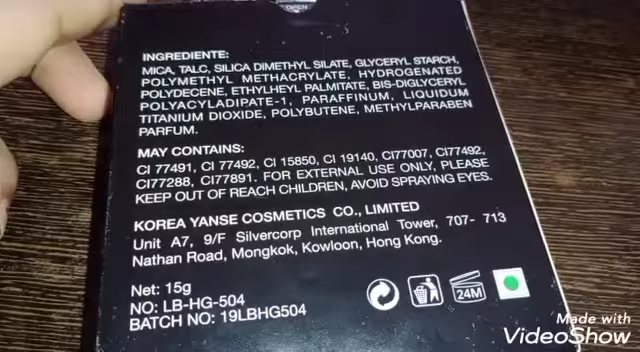 OPEN
INGREDIENTE:
MICA, TALC, SILICA DIMETHYL SILATE, GLYCERYL STARCH,
POLYMETHYL METHACRYLATE, HYDROGENATED
POLYDECENE, ETHYLHEYL PALMITATE, BIS-DIGLYCERYL
POLYACYLADIPATE-1, PARAFFINUM, LIQUIDUM
TITANIUM DIOXIDE, POLYBUTENE, METHYLPARABEN
PARFUM.
MAY CONTAINS:
CI 77491, CI 77492, CI 15850, CI 19140, CI77007, CI77492,
CI77288, CI77891. FOR EXTERNAL USE ONLY, PLEASE
KEEP OUT OF REACH CHILDREN, AVOID SPRAYING EYES.
KOREA YANSE COSMETICS CO., LIMITED
Unit A7, 9/F Silvercorp International Tower, 707- 713
Nathan Road, Mongkok, Kowloon, Hong Kong.
Net: 15g
NO: LB-HG-504
BATCH NO: 19LBHG504
24M
Made with
VideoShow